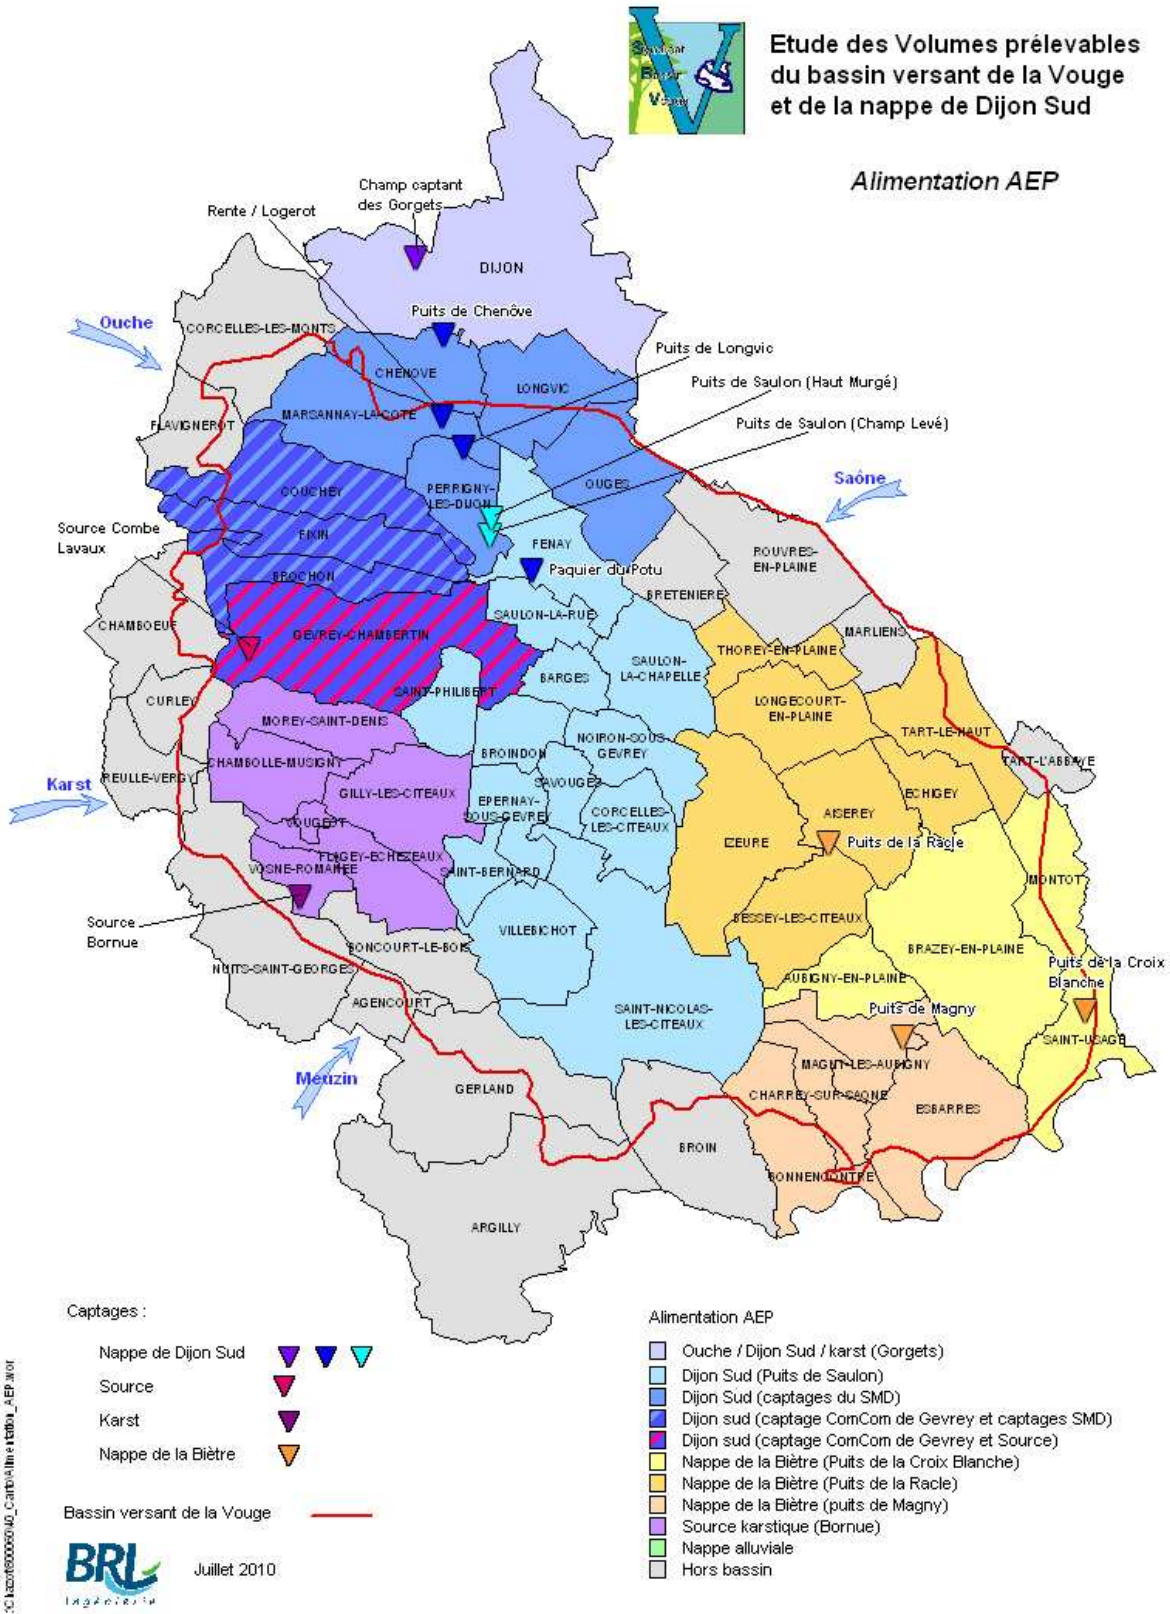 Syndicat
Bassin
Vouge
Etude des Volumes prélevables
du bassin versant de la Vouge
et de la nappe de Dijon Sud
Alimentation AEP
Champ captant
des Gorgets
Rente / Logerot
DIJON
Puits de Chenôve
Ouche
CORCELLES-LES-MONTS
Puits de Longvic
CHENOVE
LONGVIC
Puits de Saulon (Haut Murgé)
MARSANNAY-LA-COTE
Puits de Saulon (Champ Levé)
FLAVIGNEROT
Saône
COUCHEY
PERRIGNY-
LES-DIJON
OUGES
Source Combe
Lavaux
FIXIN
FENAY
ROUVRES-
EN-PLAINE
BROCHON
Paquier du Potu
BRETENIERE
CHAMBOEUF
GEVREY-CHAMBERTIN
SAULON-LA-RUE
MARLIENS
THOREY-EN-PLAINE
SAULON-
LA-CHAPELLE
BARGES
SAINT-PHILIBERT
CURLEY
LONGECOURT-
EN-PLAINE
MOREY-SAINT-DENIS
TART-LE-HAUT
NOIRON-SOUS-
GEVREY
BROINDON
CHAMBOLLE-MUSIGNY
TART-L'ABBAYE
REULLE-VERGY
Karst
SAVOUGES
GILLY-LES-CITEAUX
ECHIGEY
EPERNAY-
SOUS-GEVREY
CORCELLES-
LES-CITEAUX
AISEREY
VOUGEOT
IZEURE
Puits de la Racle
FLAGEY-ECHEZEAUX
VOSNE-ROMANEE
SAINT-BERNARD
MONTOT
Source
Bornue
BESSEY-LES-CITEAUX
VILLEBICHOT
BONCOURT-LE-BOIS
BRAZEY-EN-PLAINE
NUITS-SAINT-GEORGES
Puits de la Croix
Blanche
AUBIGNY-EN-PLAINE
AGENCOURT
SAINT-NICOLAS-
LES-CITEAUX
Puits de Magny
SAINT-USAGE
Meuzin
MAGNY-LES-AUBIGNY
GERLAND
CHARREY-SUR-SAONE
ESBARRES
BROIN
BONNENCONTRE
ARGILLY
Captages :
Nappe de Dijon Sud
Source
Karst
Nappe de la Biètre
Bassin versant de la Vouge
BRL
Ingénierie
Juillet 2010
Alimentation AEP
Ouche / Dijon Sud / karst (Gorgets)
Dijon Sud (Puits de Saulon)
Dijon Sud (captages du SMD)
Dijon sud (captage ComCom de Gevrey et captages SMD)
Dijon sud (captage ComCom de Gevrey et Source)
Nappe de la Biètre (Puits de la Croix Blanche)
Nappe de la Biètre (Puits de la Racle)
Nappe de la Biètre (puits de Magny)
Source karstique (Bornue)
Nappe alluviale
Hors bassin